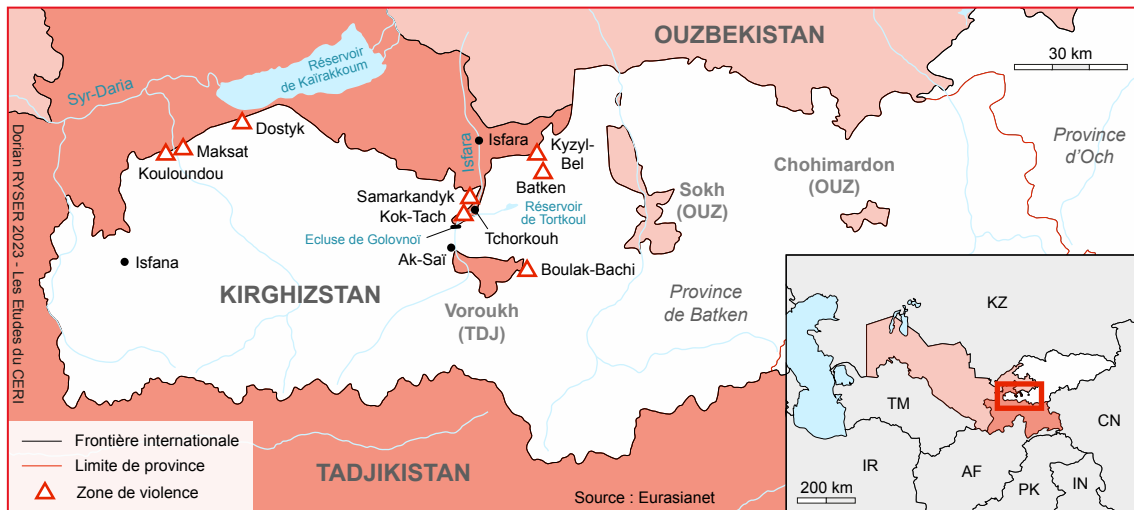 OUZBEKISTAN
30 km
Réservoir
de Kaïrakkoum
Syr-Daria
Dostyk
Maksat
Kouloundou
Isfara
Isfara
Kyzyl-
Bel
Batken
Province
d'Och
Chohimardon
(OUZ)
Sokh
(OUZ)
Samarkandyk
Kok-Tach
Réservoir
de Tortkoul
Ecluse de Golovnoï
Tchorkouh
Ak-Saï
Isfana
Boulak-Bachi
KIRGHIZSTAN
Voroukh
(TDJ)
Province
de Batken
Dorian RYSER 2023 - Les Etudes du CERI
Frontière internationale
Limite de province
Zone de violence
TADJIKISTAN
Source : Eurasianet
KZ
TM
CN
IR
AF
PK
IN
200 km